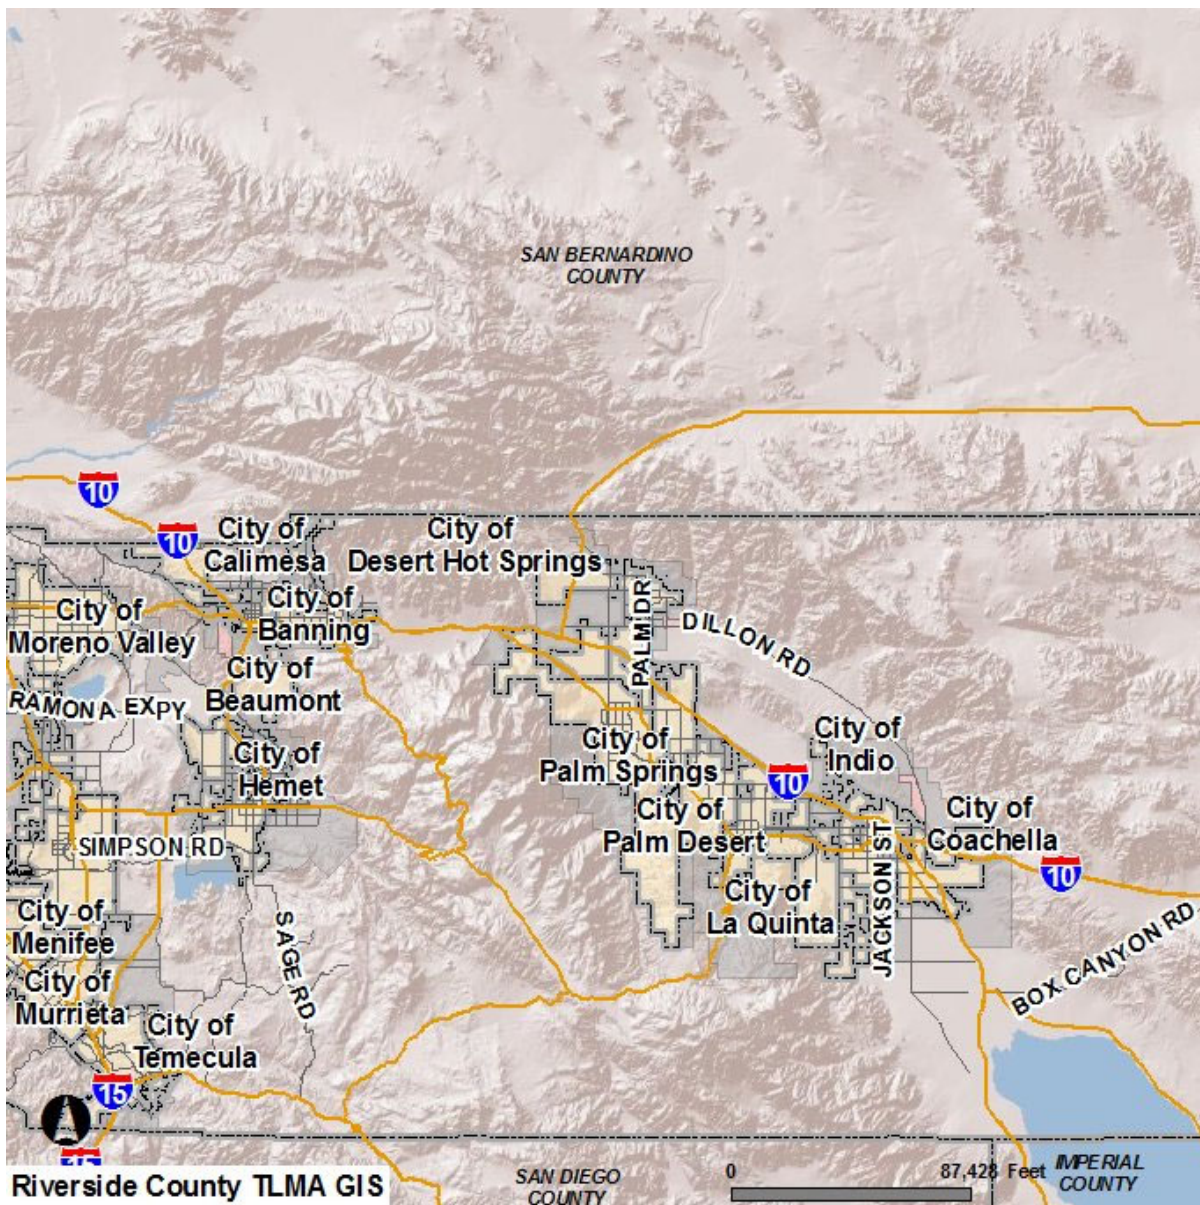 SAN BERNARDINO
COUNTY
10
10
City of
Calimesa
City of
Desert Hot Springs
City of
Moreno Valley
City of
Banning
PALM DR
DILLON RD
City of
Beaumont
RAMONA EXPY
City of
Hemet
City of
Palm Springs
City of
Indio
10
City of
Palm Desert
City of
Coachella
SIMPSON RD
JACKSON ST
10
City of
La Quinta
City of
Menifee
SAGE RD
BOX CANYON RD
City of
Murrieta
City of
Temecula
15
15
Riverside County TLMA GIS
SAN DIEGO
COUNTY
0
87,428 Feet
IMPERIAL
COUNTY